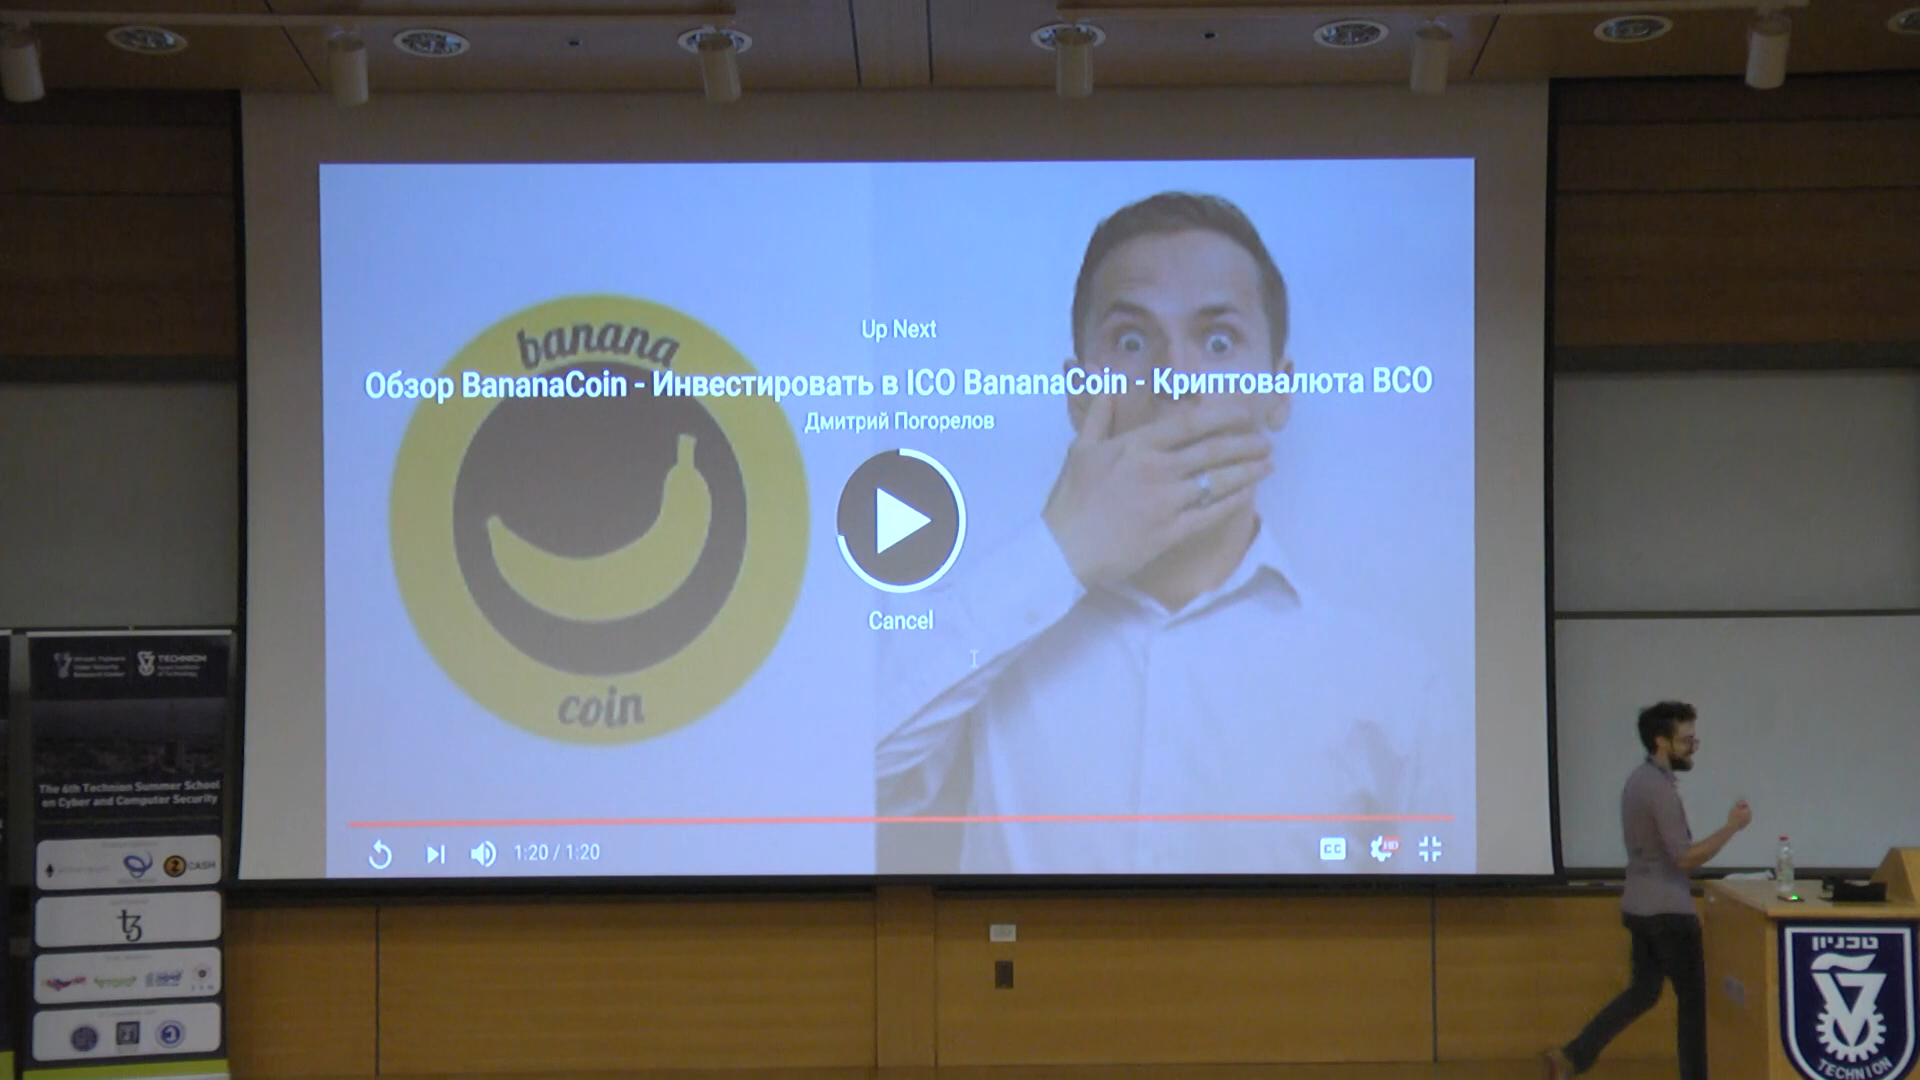 banana
coin
Up Next
Обзор BananaCoin - Инвестировать в ICO BananaCoin - Криптовалюта BCO
Дмитрий Погорелов
Cancel
1:20 / 1:20
CC
HD
TECHNION
The 6th Technion Summer School
on Cyber and Computer Security
CASH
טכניון
TECHNION